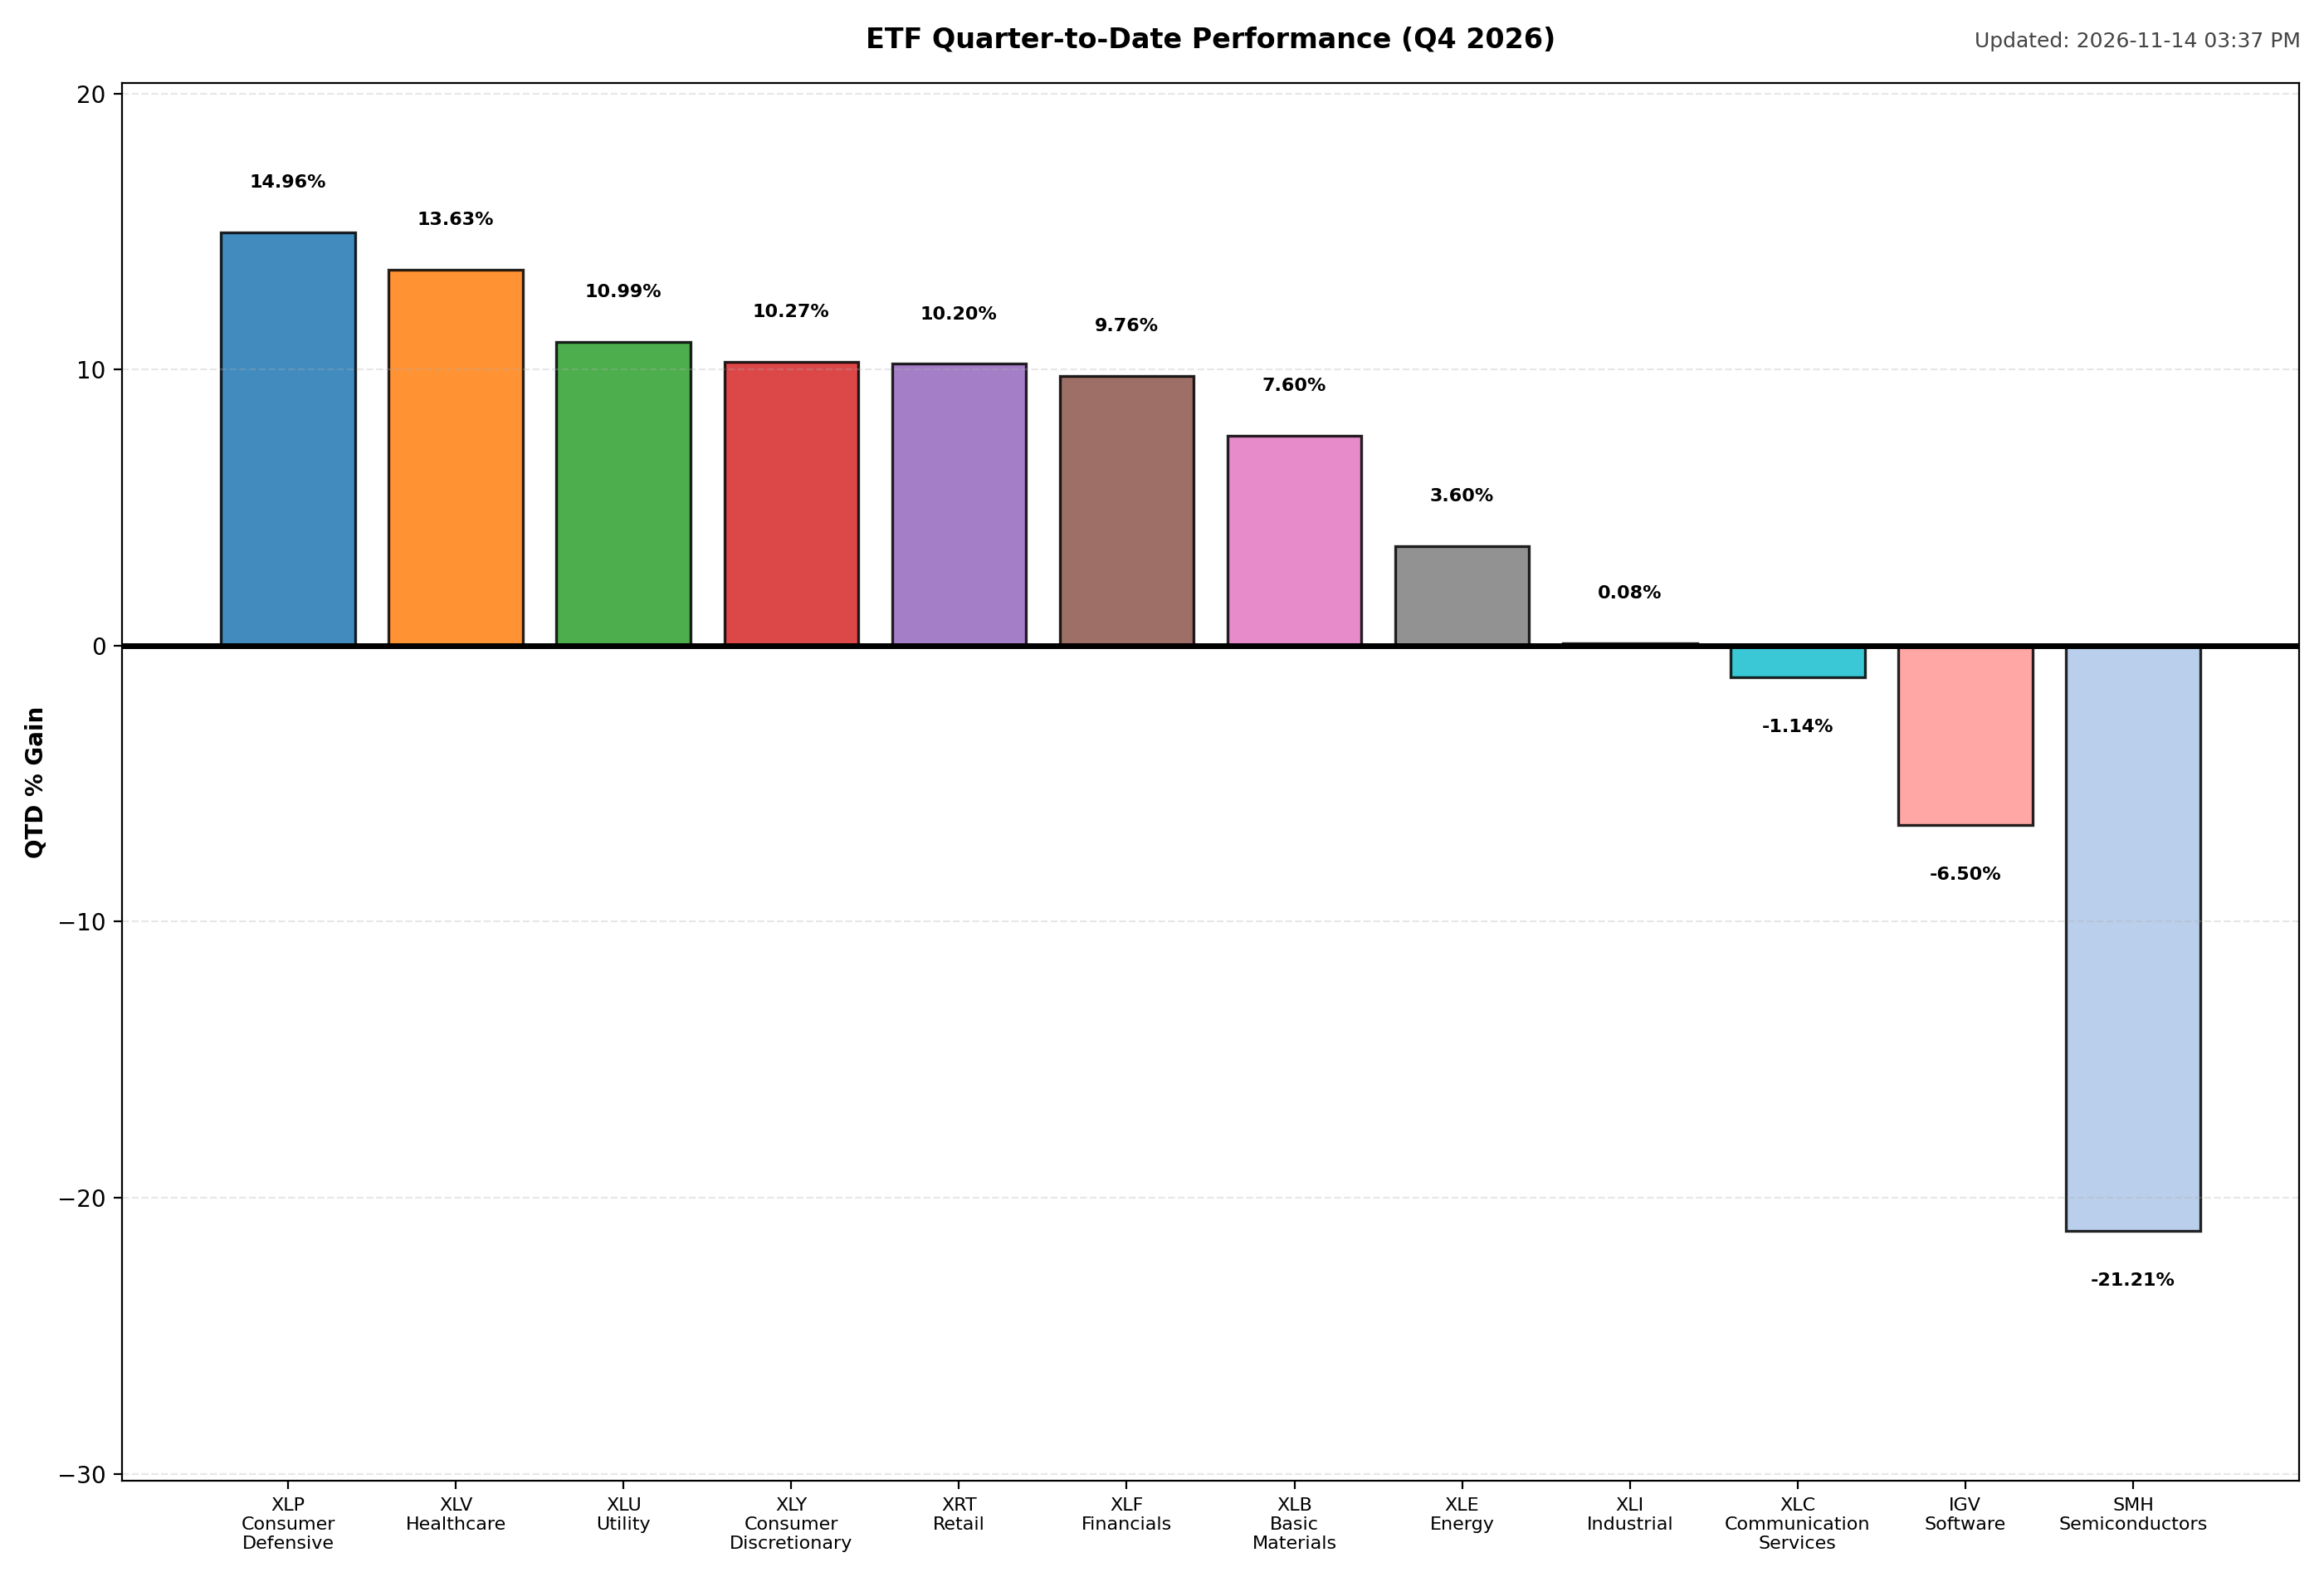 ETF Quarter-to-Date Performance (Q4 2026)
Updated: 2026-11-14 03:37 PM
QTD % Gain
20
10
0
−10
−20
−30
14.96%
13.63%
10.99%
10.27%
10.20%
9.76%
7.60%
3.60%
0.08%
-1.14%
-6.50%
-21.21%
XLP
Consumer
Defensive
XLV
Healthcare
XLU
Utility
XLY
Consumer
Discretionary
XRT
Retail
XLF
Financials
XLB
Basic
Materials
XLE
Energy
XLI
Industrial
XLC
Communication
Services
IGV
Software
SMH
Semiconductors